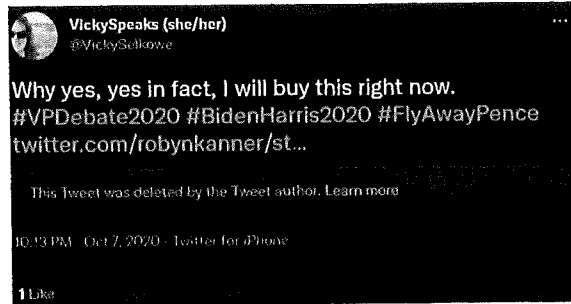 VickySpeaks (she/her)
@VickySelkowe
Why yes, yes in fact, I will buy this right now.
#VPDebate2020 #BidenHarris2020 #FlyAwayPence
twitter.com/robynkanner/st...
This Tweet was deleted by the Tweet author. Learn more
10:13 PM · Oct 7, 2020 · Twitter for iPhone
1 Like